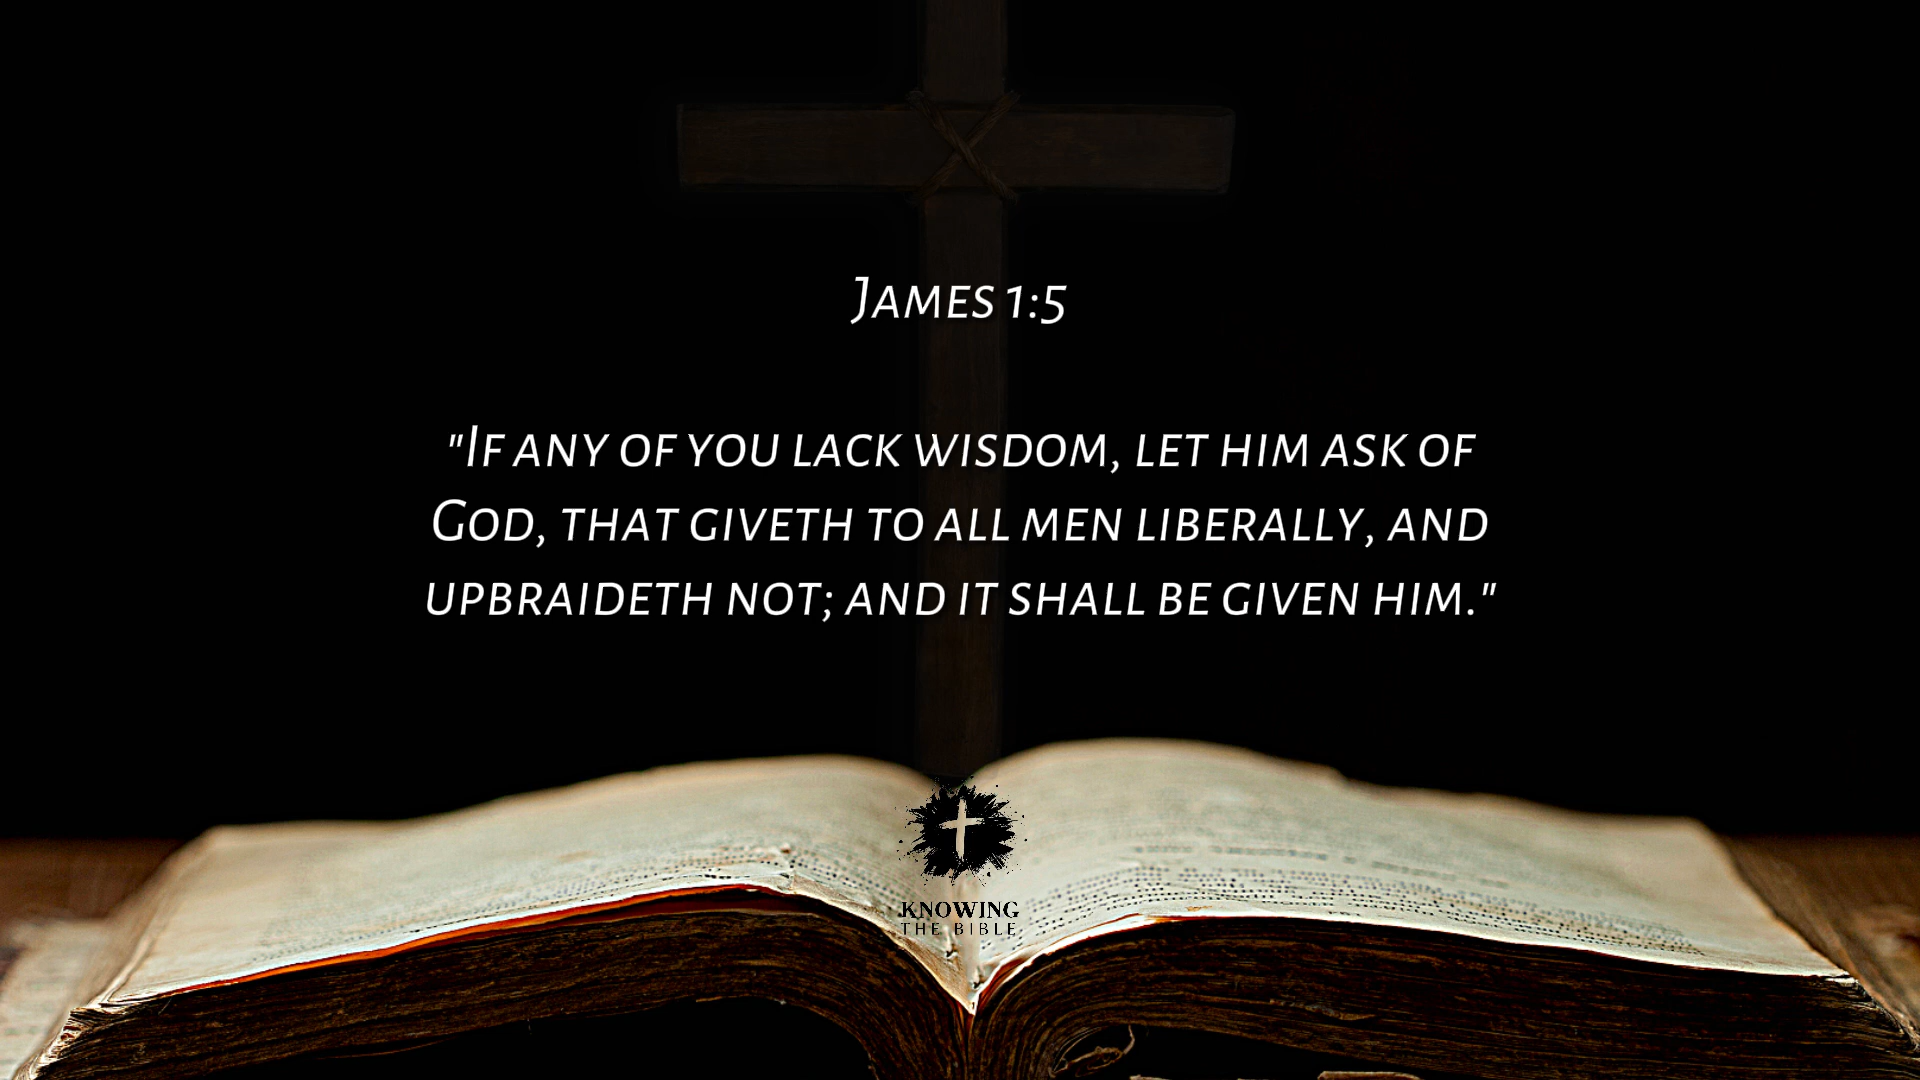 James 1:5
"If any of you lack wisdom, let him ask of
God, that giveth to all men liberally, and
upbraideth not; and it shall be given him."
KNOWING
THE BIBLE